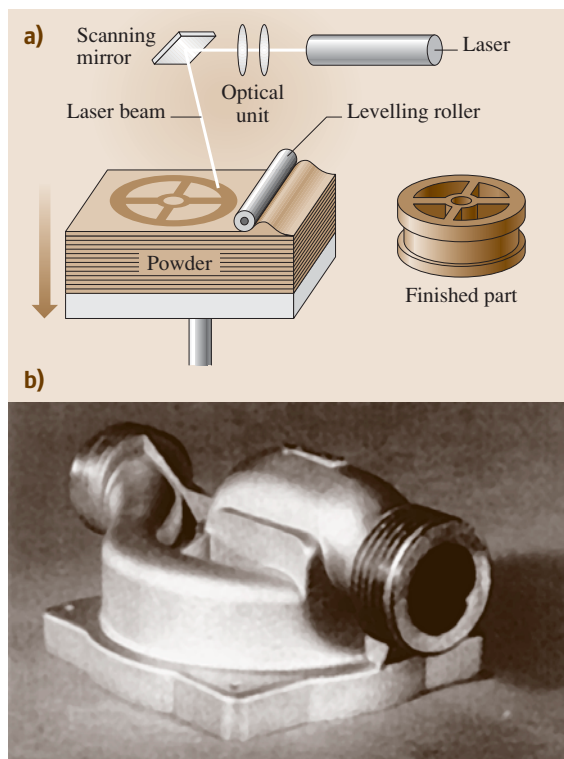 a)
Scanning
mirror
Laser
Optical
unit
Laser beam
Levelling roller
Powder
Finished part
b)